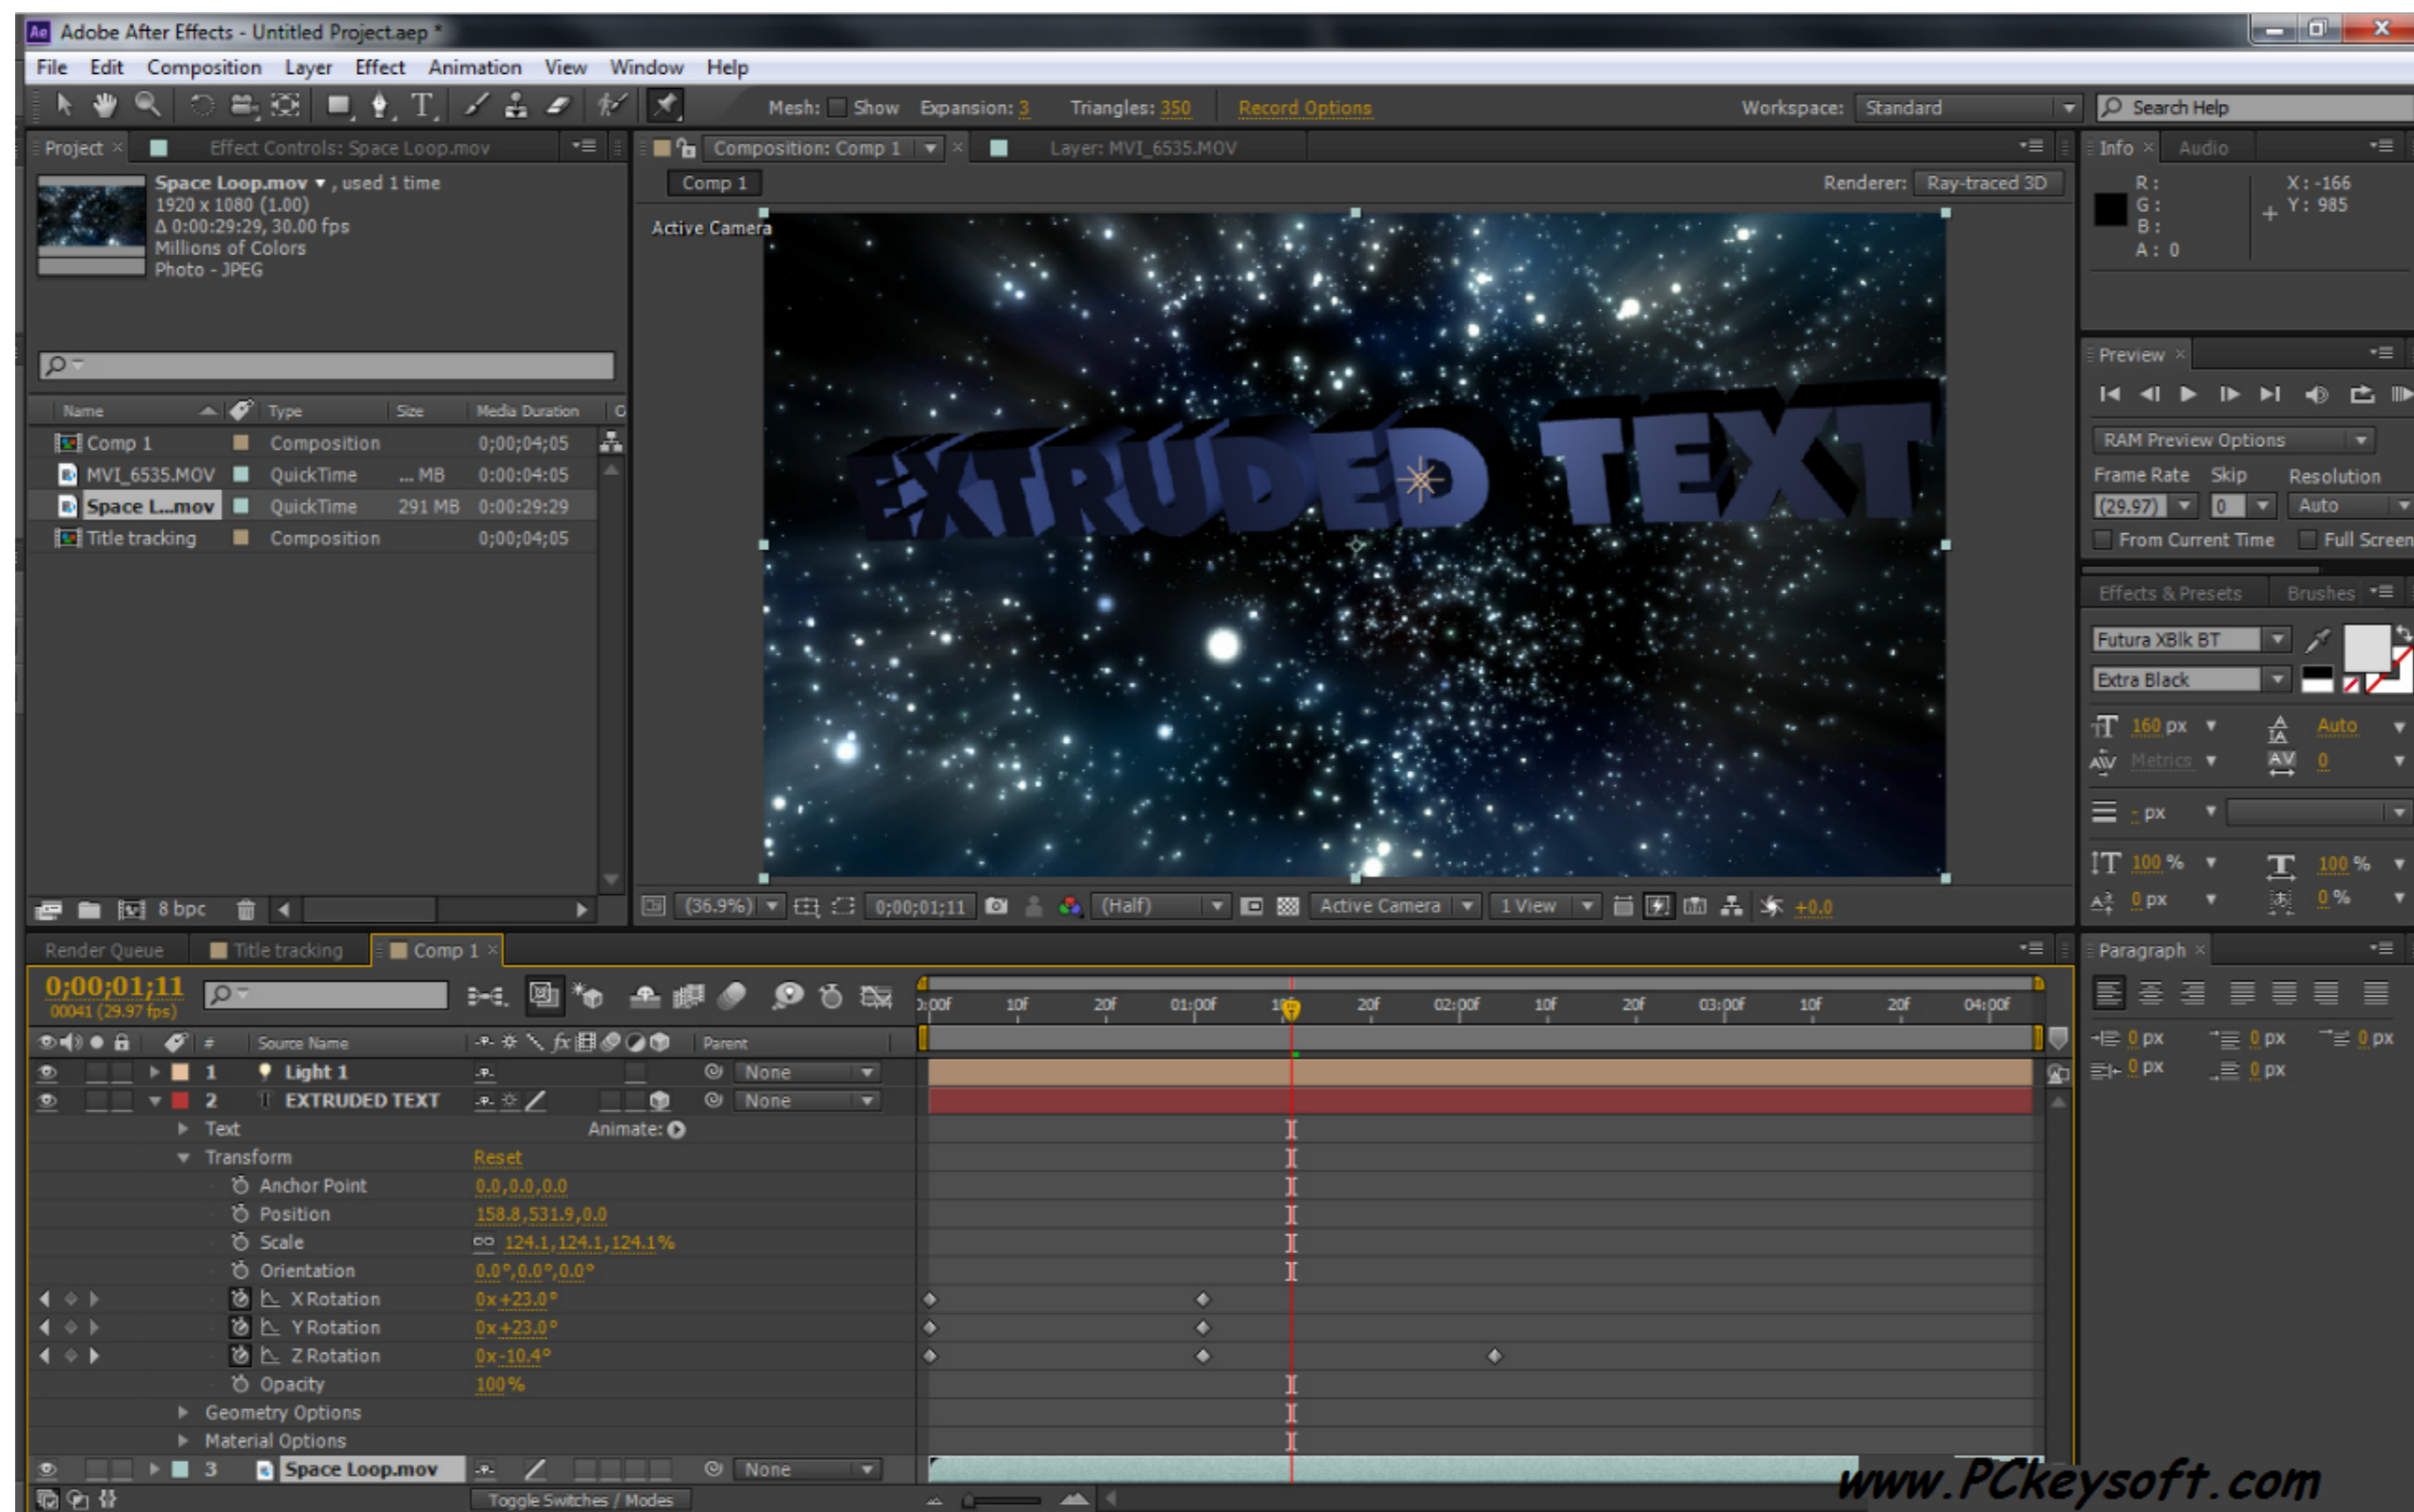 Ae Adobe After Effects - Untitled Project.aep *
File Edit Composition Layer Effect Animation View Window Help
Mesh: Show Expansion: 3 Triangles: 350 Record Options Workspace: Standard Search Help
Project × Effect Controls: Space Loop.mov Composition: Comp 1 × Layer: MVI_6535.MOV Info × Audio
Space Loop.mov ▼ , used 1 time
1920 x 1080 (1.00)
Δ 0:00:29:29, 30.00 fps
Millions of Colors
Photo - JPEG
Comp 1 Renderer: Ray-traced 3D
Active Camera
EXTRUDED TEXT
R: X: -166
G: Y: 985
B:
A: 0
Preview ×
RAM Preview Options
Frame Rate Skip Resolution
(29.97) 0 Auto
From Current Time Full Screen
Name Type Size Media Duration
Comp 1 Composition 0;00;04;05
MVI_6535.MOV QuickTime ... MB 0:00:04:05
Space L...mov QuickTime 291 MB 0:00:29:29
Title tracking Composition 0;00;04;05
Effects & Presets Brushes
Futura XBlk BT
Extra Black
160 px Auto
Metrics 0
- px
100 % 100 %
0 px 0 %
8 bpc
(36.9%) 0;00;01;11 (Half) Active Camera 1 View +0.0
Render Queue Title tracking Comp 1 ×
Paragraph ×
0 px 0 px 0 px
0 px 0 px
0;00;01;11
00041 (29.97 fps)
0:00f 10f 20f 01:00f 10f 20f 02:00f 10f 20f 03:00f 10f 20f 04:00f
# Source Name fx Parent
1 Light 1 None
2 EXTRUDED TEXT None
Text Animate:
Transform Reset
Anchor Point 0.0,0.0,0.0
Position 158.8,531.9,0.0
Scale 124.1,124.1,124.1%
Orientation 0.0°,0.0°,0.0°
X Rotation 0x+23.0°
Y Rotation 0x+23.0°
Z Rotation 0x-10.4°
Opacity 100%
Geometry Options
Material Options
3 Space Loop.mov None
Toggle Switches / Modes
www.PCkeysoft.com